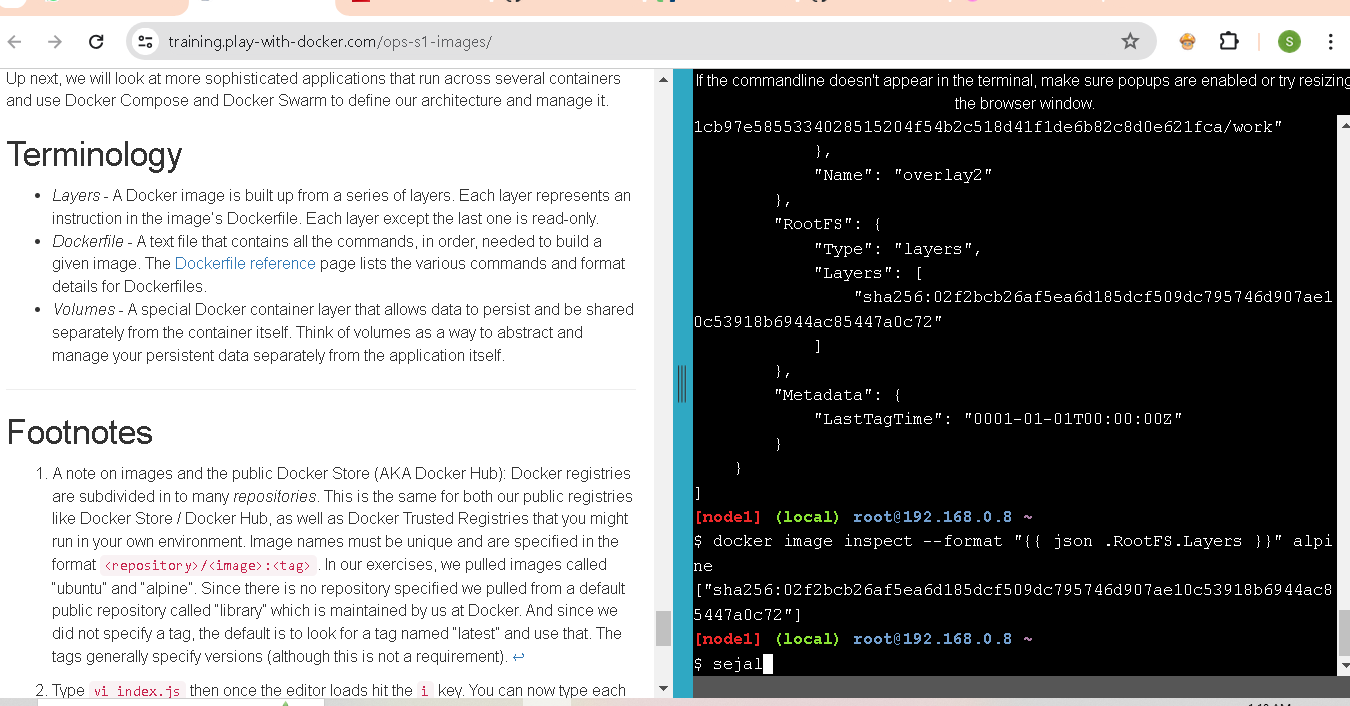 training.play-with-docker.com/ops-s1-images/
S
Up next, we will look at more sophisticated applications that run across several containers
and use Docker Compose and Docker Swarm to define our architecture and manage it.
Terminology
• Layers - A Docker image is built up from a series of layers. Each layer represents an
instruction in the image's Dockerfile. Each layer except the last one is read-only.
• Dockerfile - A text file that contains all the commands, in order, needed to build a
given image. The Dockerfile reference page lists the various commands and format
details for Dockerfiles.
• Volumes - A special Docker container layer that allows data to persist and be shared
separately from the container itself. Think of volumes as a way to abstract and
manage your persistent data separately from the application itself.
Footnotes
1. A note on images and the public Docker Store (AKA Docker Hub): Docker registries
are subdivided in to many repositories. This is the same for both our public registries
like Docker Store / Docker Hub, as well as Docker Trusted Registries that you might
run in your own environment. Image names must be unique and are specified in the
format <repository>/<image>:<tag> . In our exercises, we pulled images called
"ubuntu" and "alpine". Since there is no repository specified we pulled from a default
public repository called "library" which is maintained by us at Docker. And since we
did not specify a tag, the default is to look for a tag named "latest" and use that. The
tags generally specify versions (although this is not a requirement). ↩
2. Type vi index.js then once the editor loads hit the i key. You can now type each
If the commandline doesn't appear in the terminal, make sure popups are enabled or try resizing
the browser window.
1cb97e5855334028515204f54b2c518d41f1de6b82c8d0e621fca/work"
},
"Name": "overlay2"
},
"RootFS": {
"Type": "layers",
"Layers": [
"sha256:02f2bcb26af5ea6d185dcf509dc795746d907ae1
0c53918b6944ac85447a0c72"
]
},
"Metadata": {
"LastTagTime": "0001-01-01T00:00:00Z"
}
}
]
[node1] (local) root@192.168.0.8 ~
$ docker image inspect --format "{{ json .RootFS.Layers }}" alpi
ne
["sha256:02f2bcb26af5ea6d185dcf509dc795746d907ae10c53918b6944ac8
5447a0c72"]
[node1] (local) root@192.168.0.8 ~
$ sejal